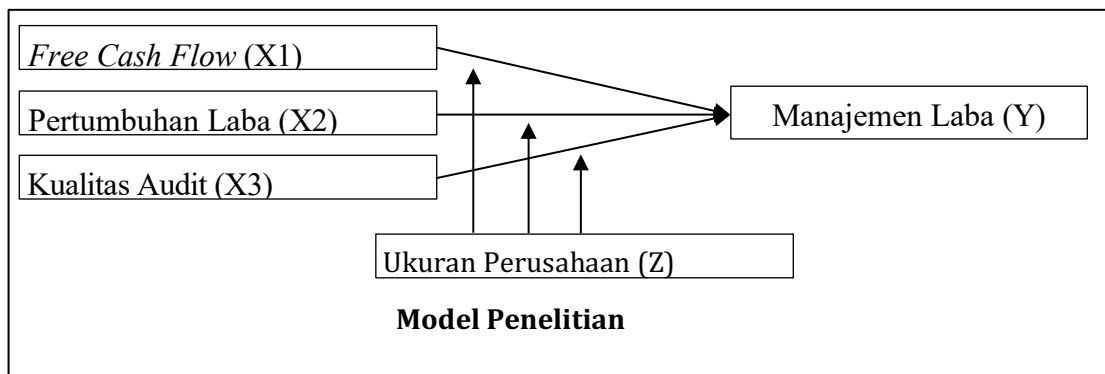 Free Cash Flow (X1)
Pertumbuhan Laba (X2)
Manajemen Laba (Y)
Kualitas Audit (X3)
Ukuran Perusahaan (Z)
Model Penelitian